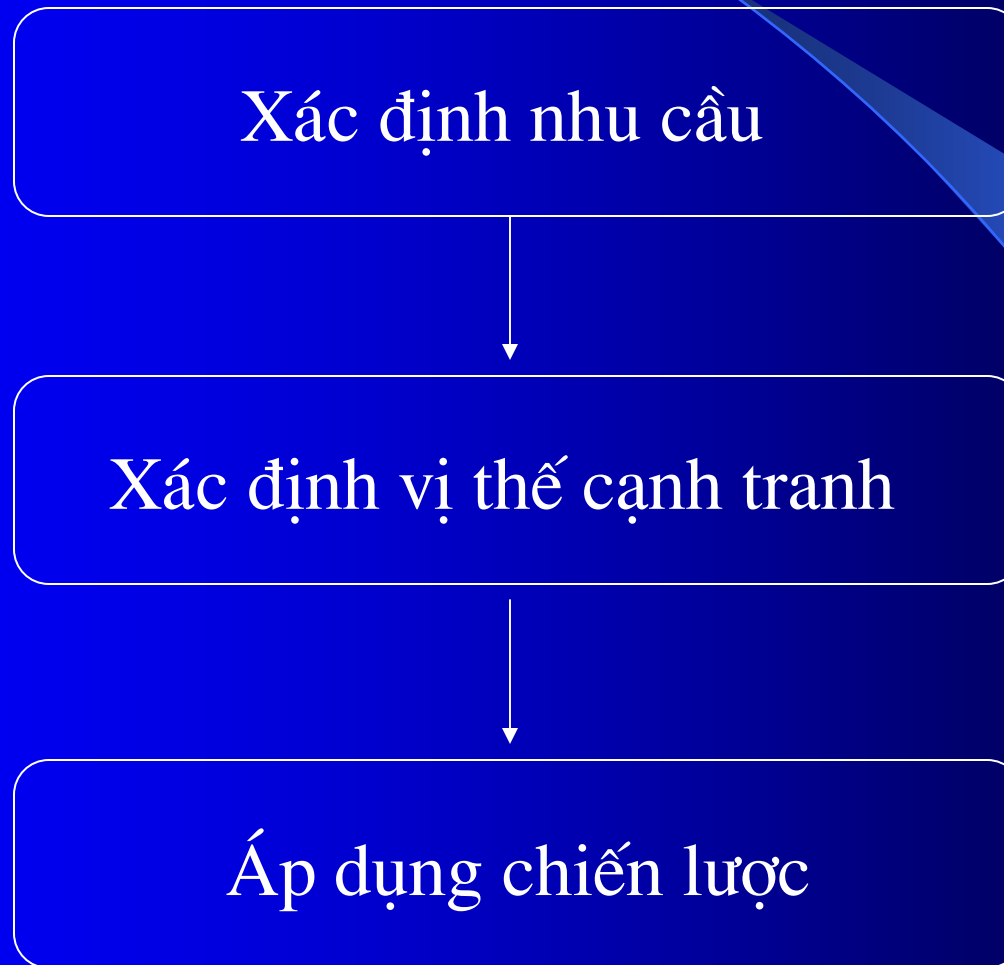 Xác định nhu cầu
Xác định vị thế cạnh tranh
Áp dụng chiến lược